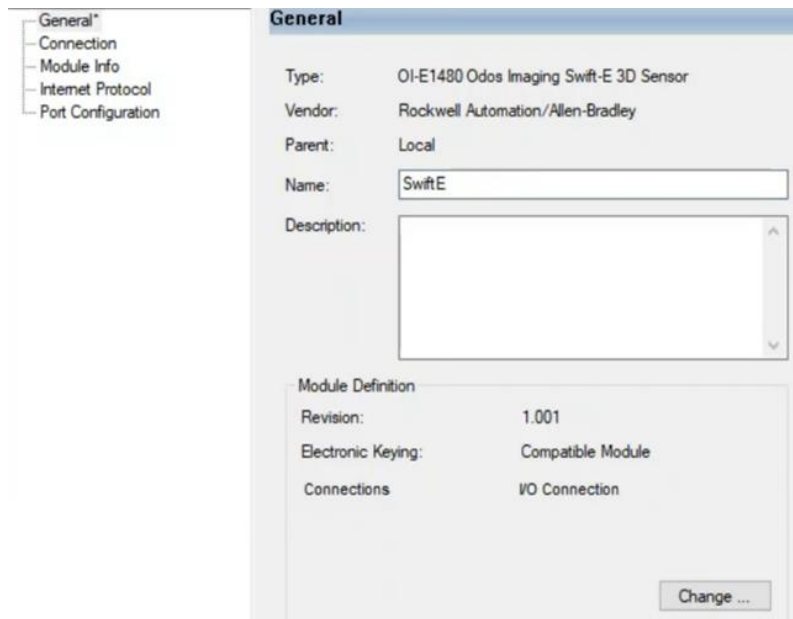 General*
Connection
Module Info
Internet Protocol
Port Configuration
General
Type: OI-E1480 Odos Imaging Swift-E 3D Sensor
Vendor: Rockwell Automation/Allen-Bradley
Parent: Local
Name: SwiftE
Description:
Module Definition
Revision: 1.001
Electronic Keying: Compatible Module
Connections I/O Connection
Change ...